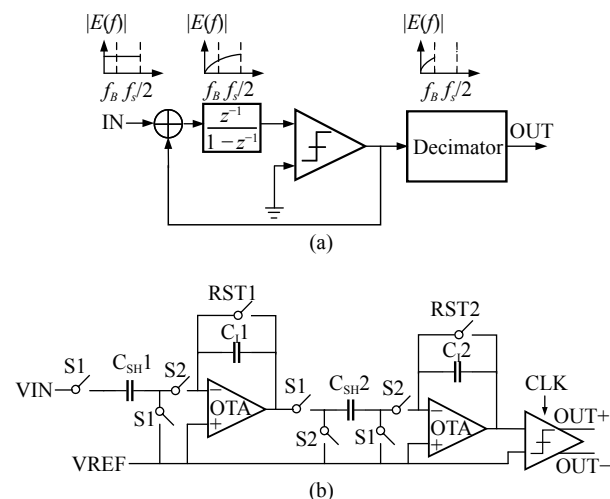 |E(f)| |E(f)| |E(f)|
f_B f_s/2 f_B f_s/2 f_B f_s/2
IN z⁻¹ / 1 − z⁻¹ Decimator OUT
(a)
RST1 RST2
C_I1 C_I2
VIN S1 C_SH1 S2 − S1 C_SH2 S2 − CLK
S1 OTA S2 S1 OTA OUT+
+ +
VREF OUT−
(b)